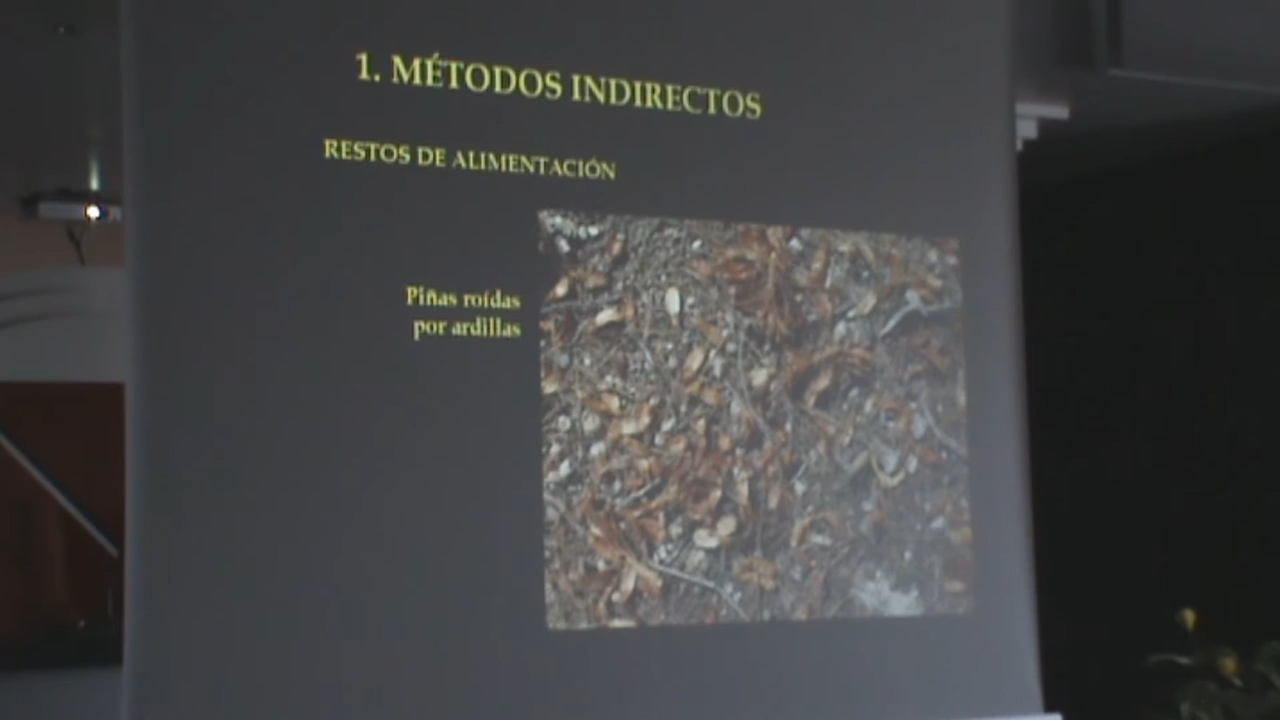 1. MÉTODOS INDIRECTOS
RESTOS DE ALIMENTACIÓN
Piñas roídas
por ardillas